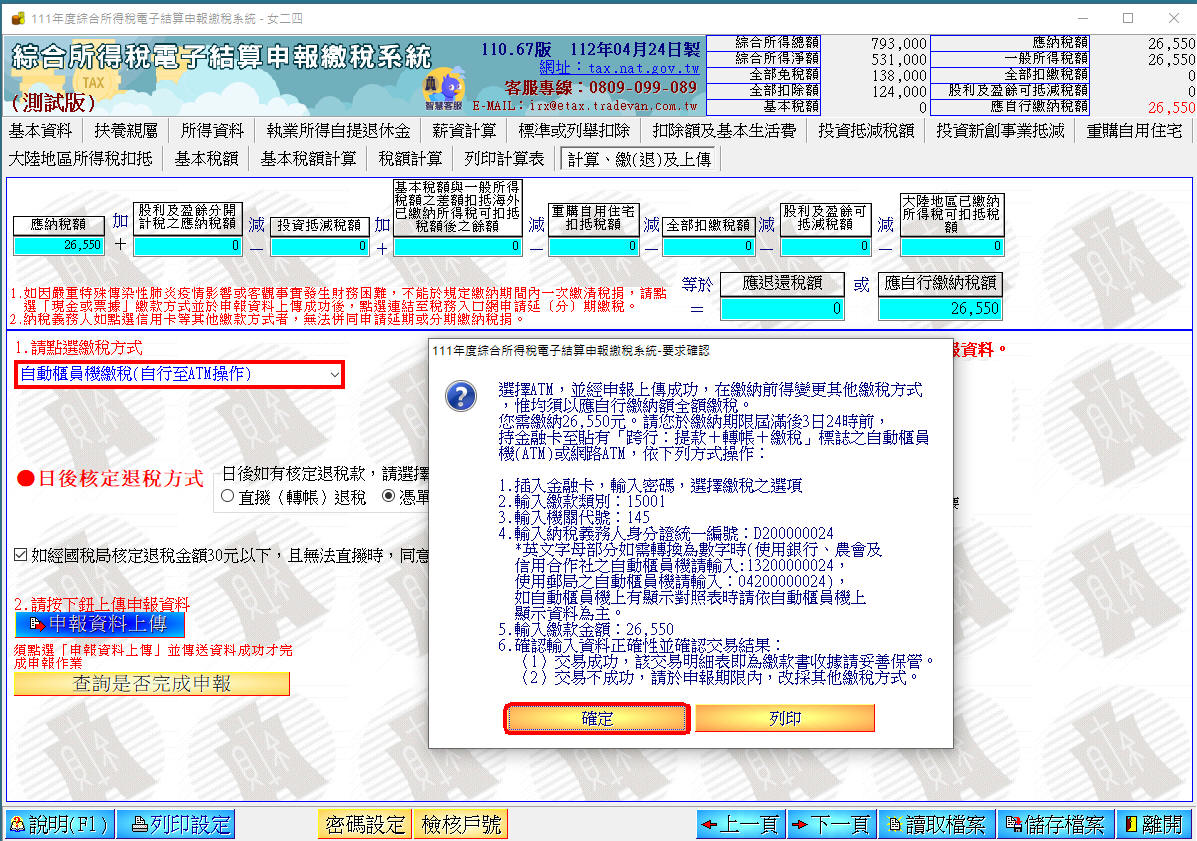 111年度綜合所得稅電子結算申報繳稅系統 - 女二四
綜合所得稅電子結算申報繳稅系統
TAX
(測試版)
智慧客服
110.67版 112年04月24日製
網址：tax.nat.gov.tw
客服專線：0809-099-089
E-MAIL：irx@etax.tradevan.com.tw
綜合所得總額 793,000 應納稅額 26,550
綜合所得淨額 531,000 一般所得稅額 26,550
全部免稅額 138,000 全部扣繳稅額 0
全部扣除額 124,000 股利及盈餘可抵減稅額 0
基本稅額 0 應自行繳納稅額 26,550
基本資料 扶養親屬 所得資料 執業所得自提退休金 薪資計算 標準或列舉扣除 扣除額及基本生活費 投資抵減稅額 投資新創事業抵減 重購自用住宅
大陸地區所得稅扣抵 基本稅額 基本稅額計算 稅額計算 列印計算表 計算、繳(退)及上傳
應納稅額
26,550
加
＋
股利及盈餘分開
計稅之應納稅額
0
減
－
投資抵減稅額
0
加
＋
基本稅額與一般所得
稅額之差額扣抵海外
已繳納所得稅可扣抵
稅額後之餘額
0
減
－
重購自用住宅
扣抵稅額
0
減
－
全部扣繳稅額
0
減
－
股利及盈餘可
抵減稅額
0
減
－
大陸地區已繳納
所得稅可扣抵稅
額
0
等於
＝
應退還稅額
0
或
應自行繳納稅額
26,550
1.如因嚴重特殊傳染性肺炎疫情影響或客觀事實發生財務困難，不能於規定繳納期間內一次繳清稅捐，請點
選「現金或票據」繳款方式並於申報資料上傳成功後，點選連結至稅務入口網申請延（分）期繳稅。
2.納稅義務人如點選信用卡等其他繳款方式者，無法併同申請延期或分期繳納稅捐。
1.請點選繳稅方式
自動櫃員機繳稅(自行至ATM操作)
報資料。
●日後核定退稅方式
日後如有核定退稅款，請選擇
直撥（轉帳）退稅 憑單
如經國稅局核定退稅金額30元以下，且無法直撥時，同意
2.請按下鈕上傳申報資料
申報資料上傳
須點選「申報資料上傳」並傳送資料成功才完
成申報作業
查詢是否完成申報
111年度綜合所得稅電子結算申報繳稅系統-要求確認
選擇ATM，並經申報上傳成功，在繳納前得變更其他繳稅方式
，惟均須以應自行繳納額全額繳稅。
您需繳納26,550元。請您於繳納期限屆滿後3日24時前，
持金融卡至貼有「跨行：提款＋轉帳＋繳稅」標誌之自動櫃員
機(ATM)或網路ATM，依下列方式操作：
1.插入金融卡，輸入密碼，選擇繳稅之選項
2.輸入繳款類別：15001
3.輸入機關代號：145
4.輸入納稅義務人身分證統一編號：D200000024
*英文字母部分如需轉換為數字時(使用銀行、農會及
信用合作社之自動櫃員機請輸入:13200000024，
使用郵局之自動櫃員機請輸入：04200000024)，
如自動櫃員機上有顯示對照表時請依自動櫃員機上
顯示資料為主。
5.輸入繳款金額：26,550
6.確認輸入資料正確性並確認交易結果：
（1）交易成功，該交易明細表即為繳款書收據請妥善保管。
（2）交易不成功，請於申報期限內，改採其他繳稅方式。
確定 列印
說明(F1) 列印設定 密碼設定 檢核戶號 上一頁 下一頁 讀取檔案 儲存檔案 離開